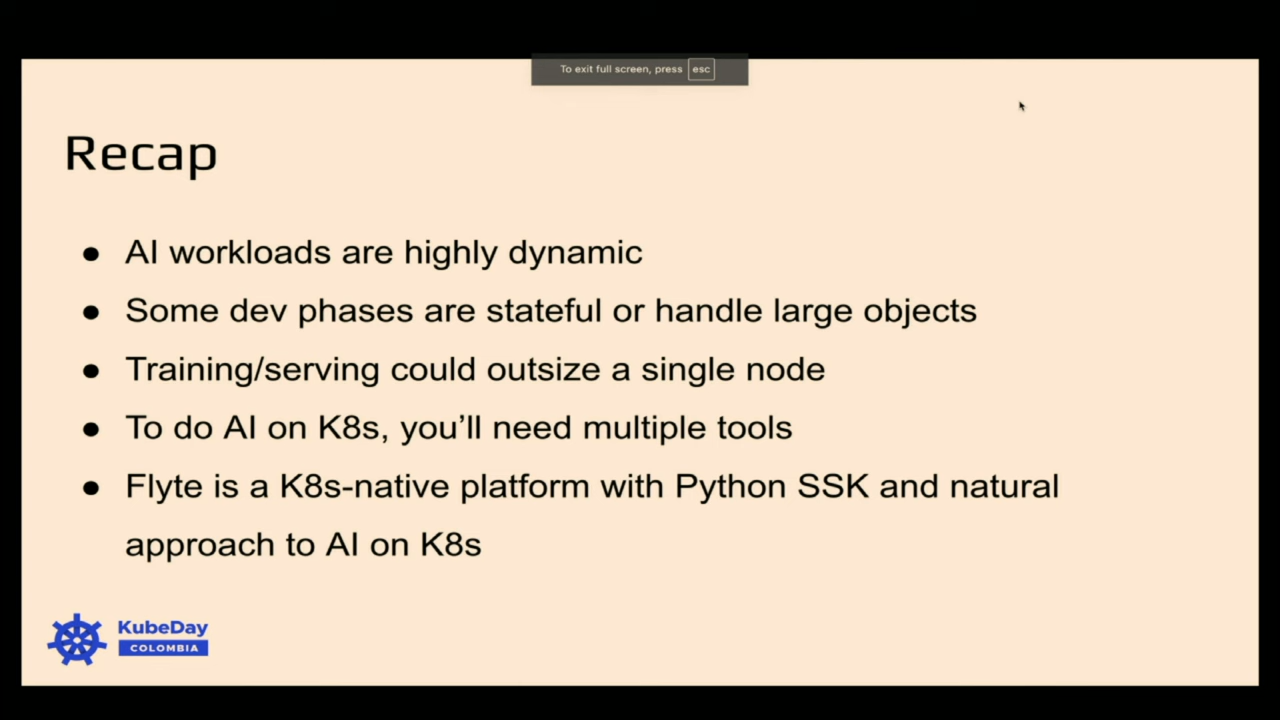 To exit full screen, press esc
Recap
● AI workloads are highly dynamic
● Some dev phases are stateful or handle large objects
● Training/serving could outsize a single node
● To do AI on K8s, you’ll need multiple tools
● Flyte is a K8s-native platform with Python SSK and natural
approach to AI on K8s
KubeDay
COLOMBIA